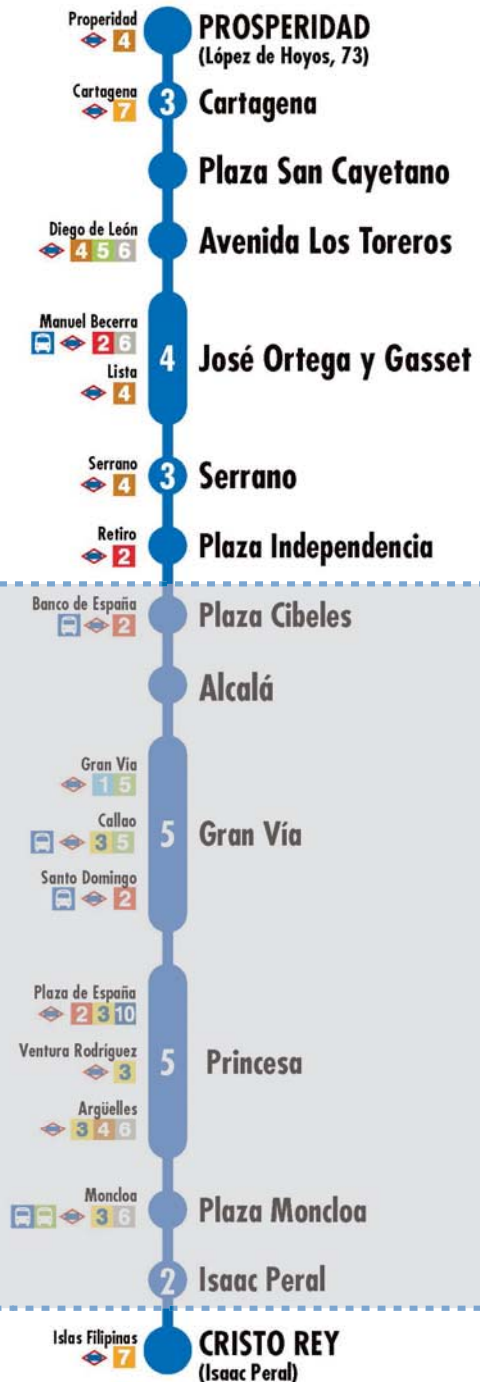 Properidad
4
PROSPERIDAD
(López de Hoyos, 73)
Cartagena
7
3
Cartagena
Plaza San Cayetano
Diego de León
4 5 6
Avenida Los Toreros
Manuel Becerra
2 6
Lista
4
4
José Ortega y Gasset
Serrano
4
3
Serrano
Retiro
2
Plaza Independencia
Banco de España
2
Plaza Cibeles
Alcalá
Gran Vía
1 5
Callao
3 5
Santo Domingo
2
5
Gran Vía
Plaza de España
2 3 10
Ventura Rodríguez
3
Argüelles
3 4 6
5
Princesa
Moncloa
3 6
Plaza Moncloa
2
Isaac Peral
Islas Filipinas
7
CRISTO REY
(Isaac Peral)